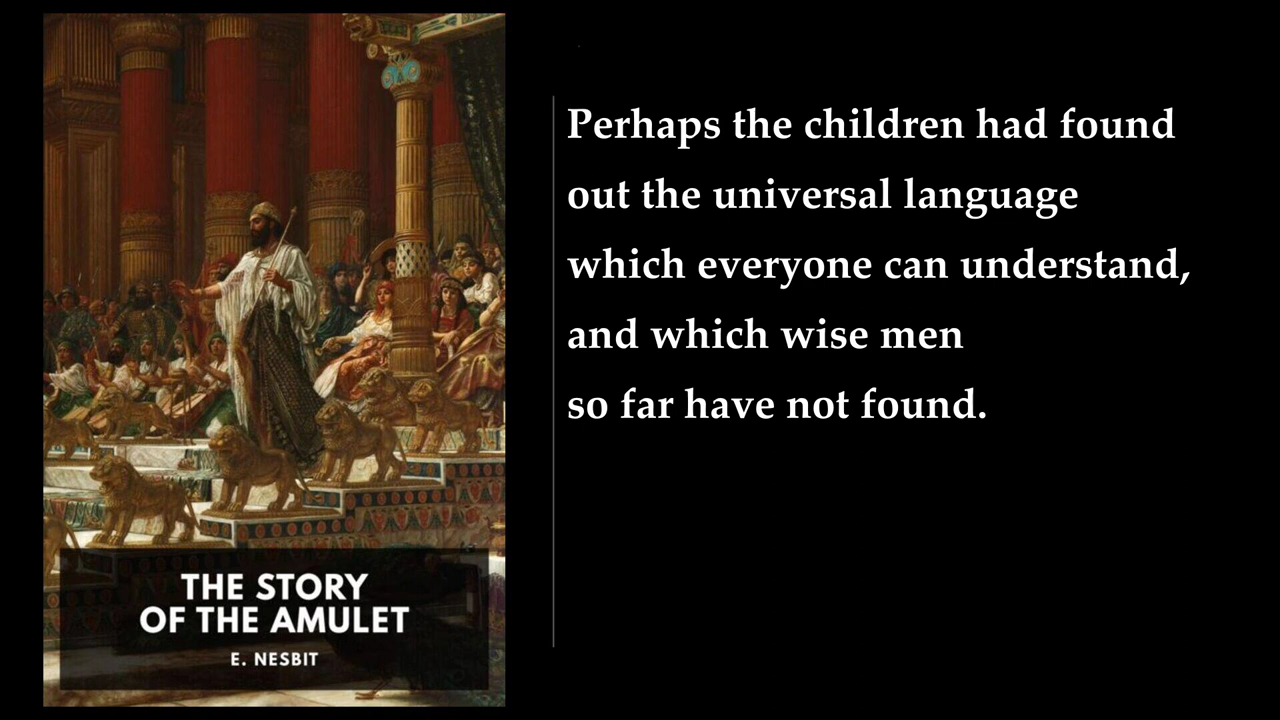 THE STORY
OF THE AMULET
E. NESBIT
Perhaps the children had found
out the universal language
which everyone can understand,
and which wise men
so far have not found.